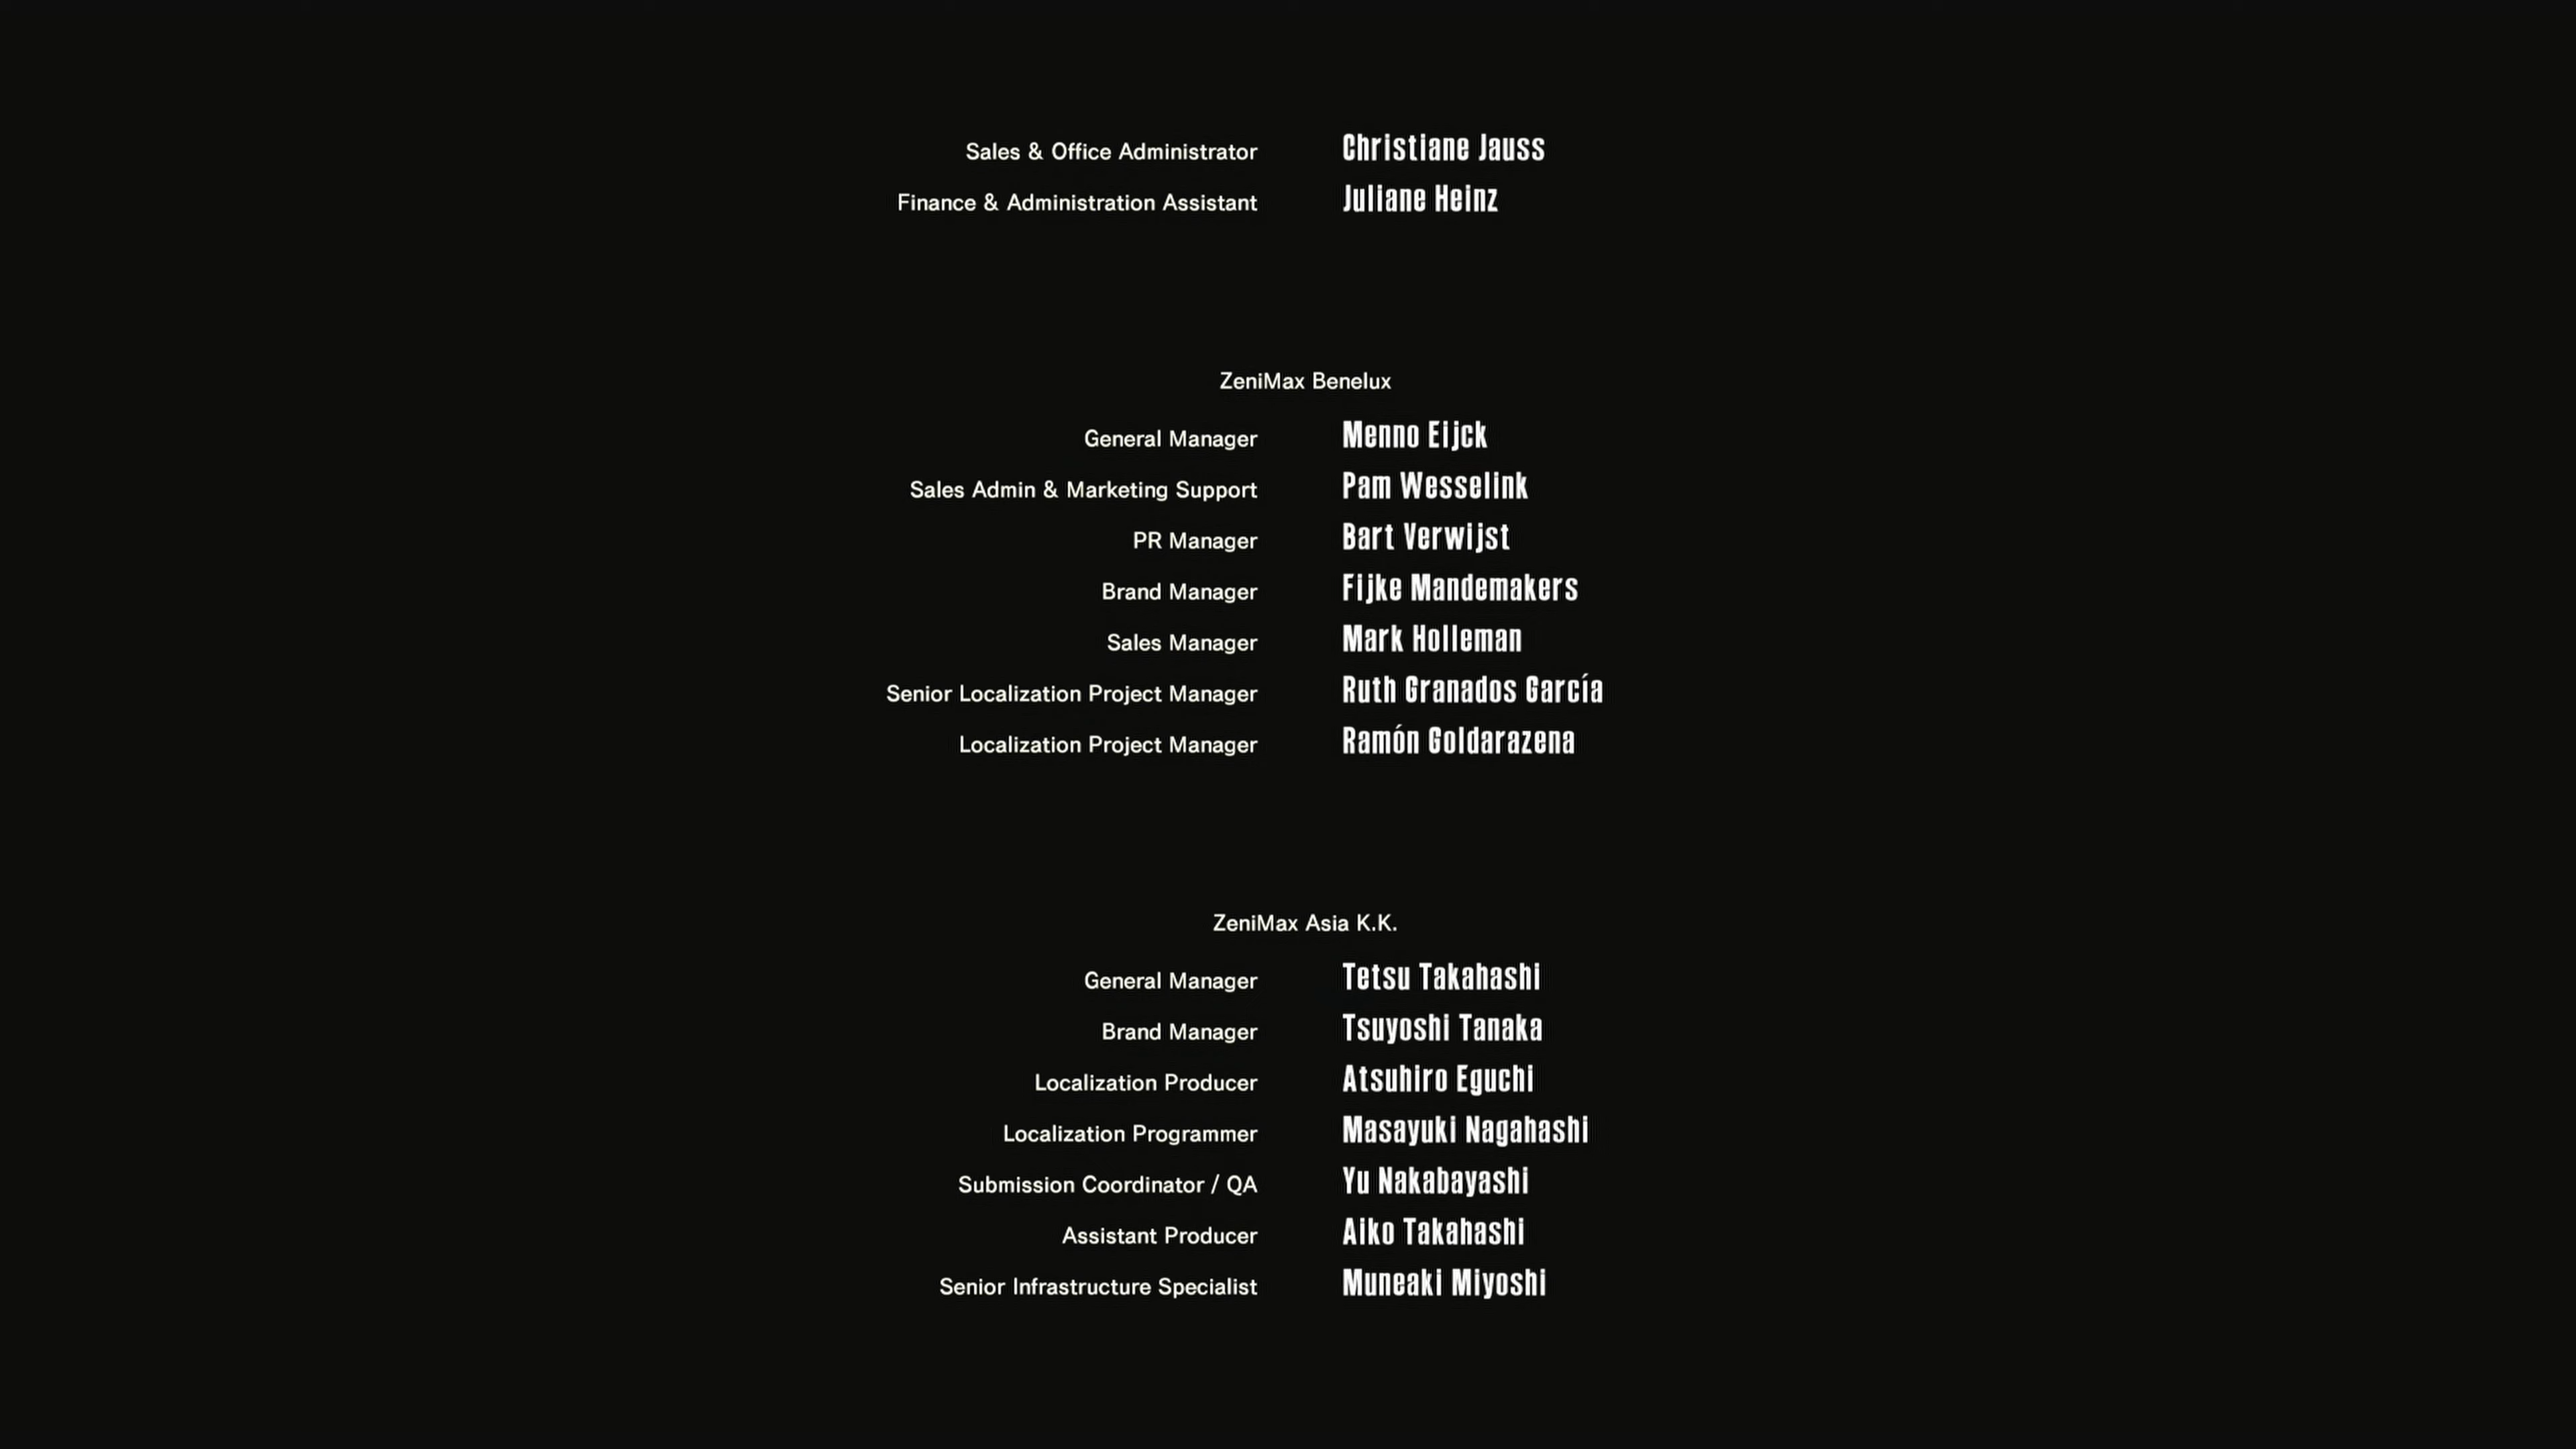 Sales & Office Administrator Christiane Jauss
Finance & Administration Assistant Juliane Heinz
ZeniMax Benelux
General Manager Menno Eijck
Sales Admin & Marketing Support Pam Wesselink
PR Manager Bart Verwijst
Brand Manager Fijke Mandemakers
Sales Manager Mark Holleman
Senior Localization Project Manager Ruth Granados García
Localization Project Manager Ramón Goldarazena
ZeniMax Asia K.K.
General Manager Tetsu Takahashi
Brand Manager Tsuyoshi Tanaka
Localization Producer Atsuhiro Eguchi
Localization Programmer Masayuki Nagahashi
Submission Coordinator / QA Yu Nakabayashi
Assistant Producer Aiko Takahashi
Senior Infrastructure Specialist Muneaki Miyoshi